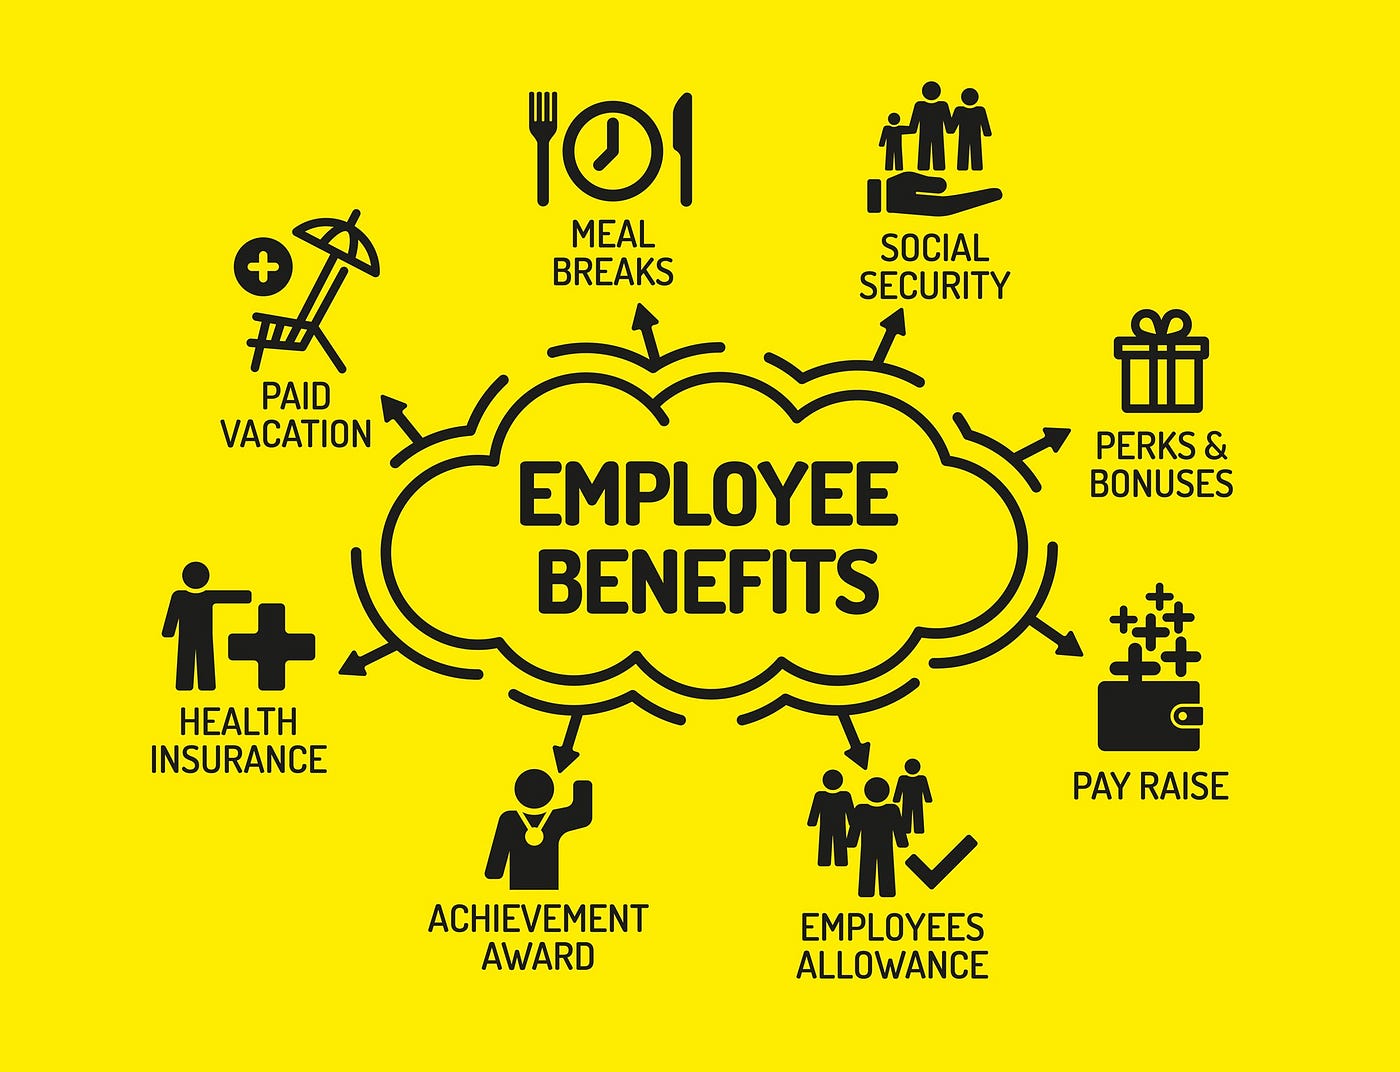 MEAL
BREAKS
SOCIAL
SECURITY
PAID
VACATION
PERKS &
BONUSES
EMPLOYEE
BENEFITS
HEALTH
INSURANCE
PAY RAISE
ACHIEVEMENT
AWARD
EMPLOYEES
ALLOWANCE